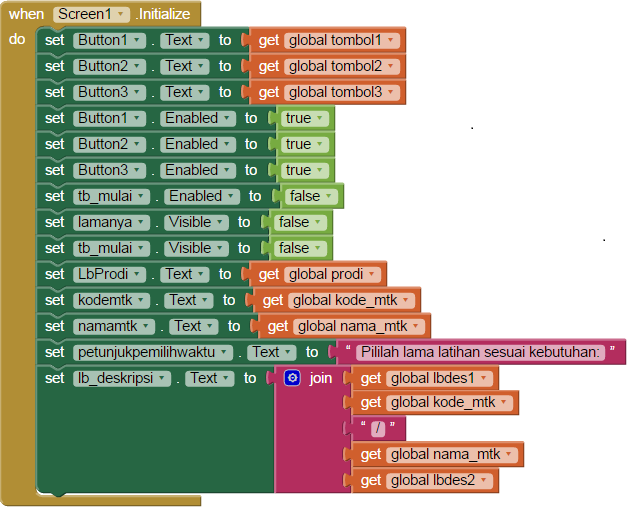 when Screen1 .Initialize
do set Button1 . Text to get global tombol1
set Button2 . Text to get global tombol2
set Button3 . Text to get global tombol3
set Button1 . Enabled to true
set Button2 . Enabled to true
set Button3 . Enabled to true
set tb_mulai . Enabled to false
set lamanya . Visible to false
set tb_mulai . Visible to false
set LbProdi . Text to get global prodi
set kodemtk . Text to get global kode_mtk
set namamtk . Text to get global nama_mtk
set petunjukpemilihwaktu . Text to “ Pililah lama latihan sesuai kebutuhan: ”
set lb_deskripsi . Text to join get global lbdes1
get global kode_mtk
“ / ”
get global nama_mtk
get global lbdes2